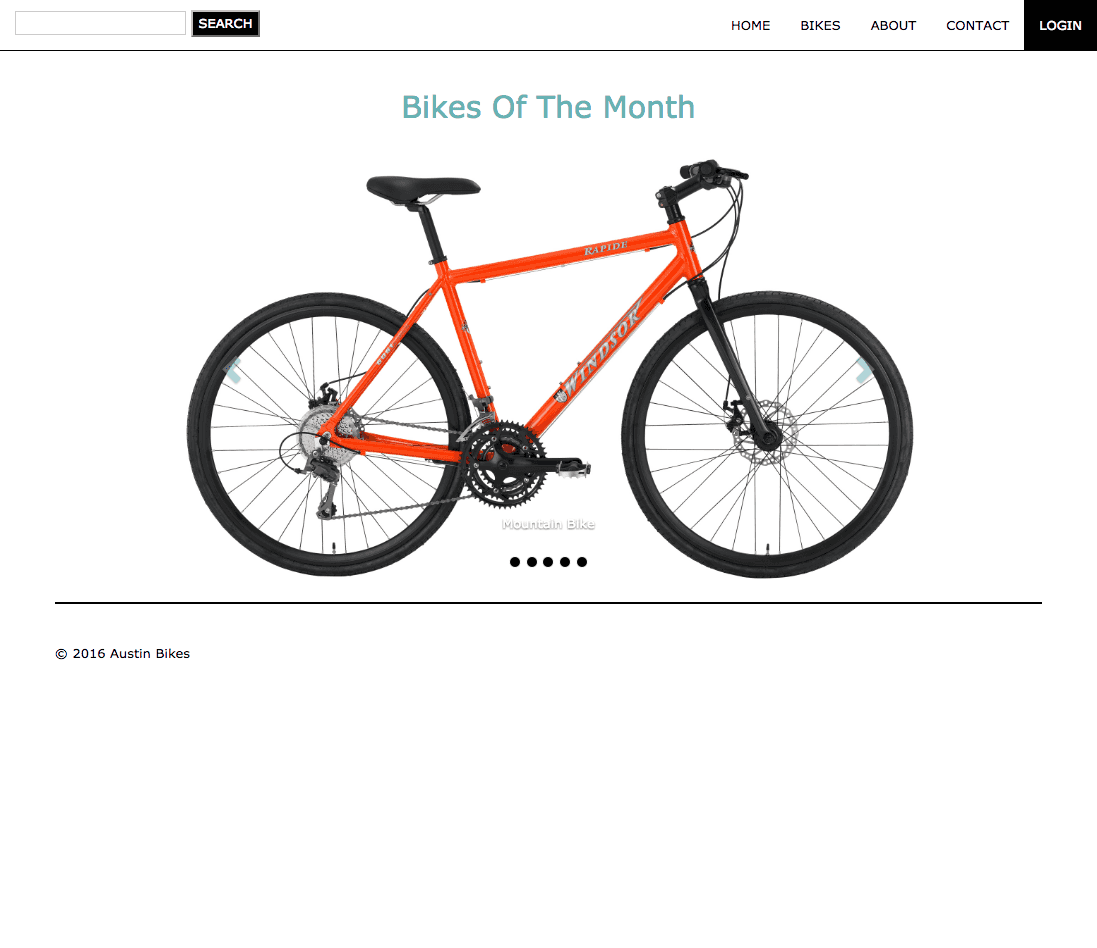 SEARCH
HOME
BIKES
ABOUT
CONTACT
LOGIN
Bikes Of The Month
RAPIDE
WINDSOR
Mountain Bike
© 2016 Austin Bikes